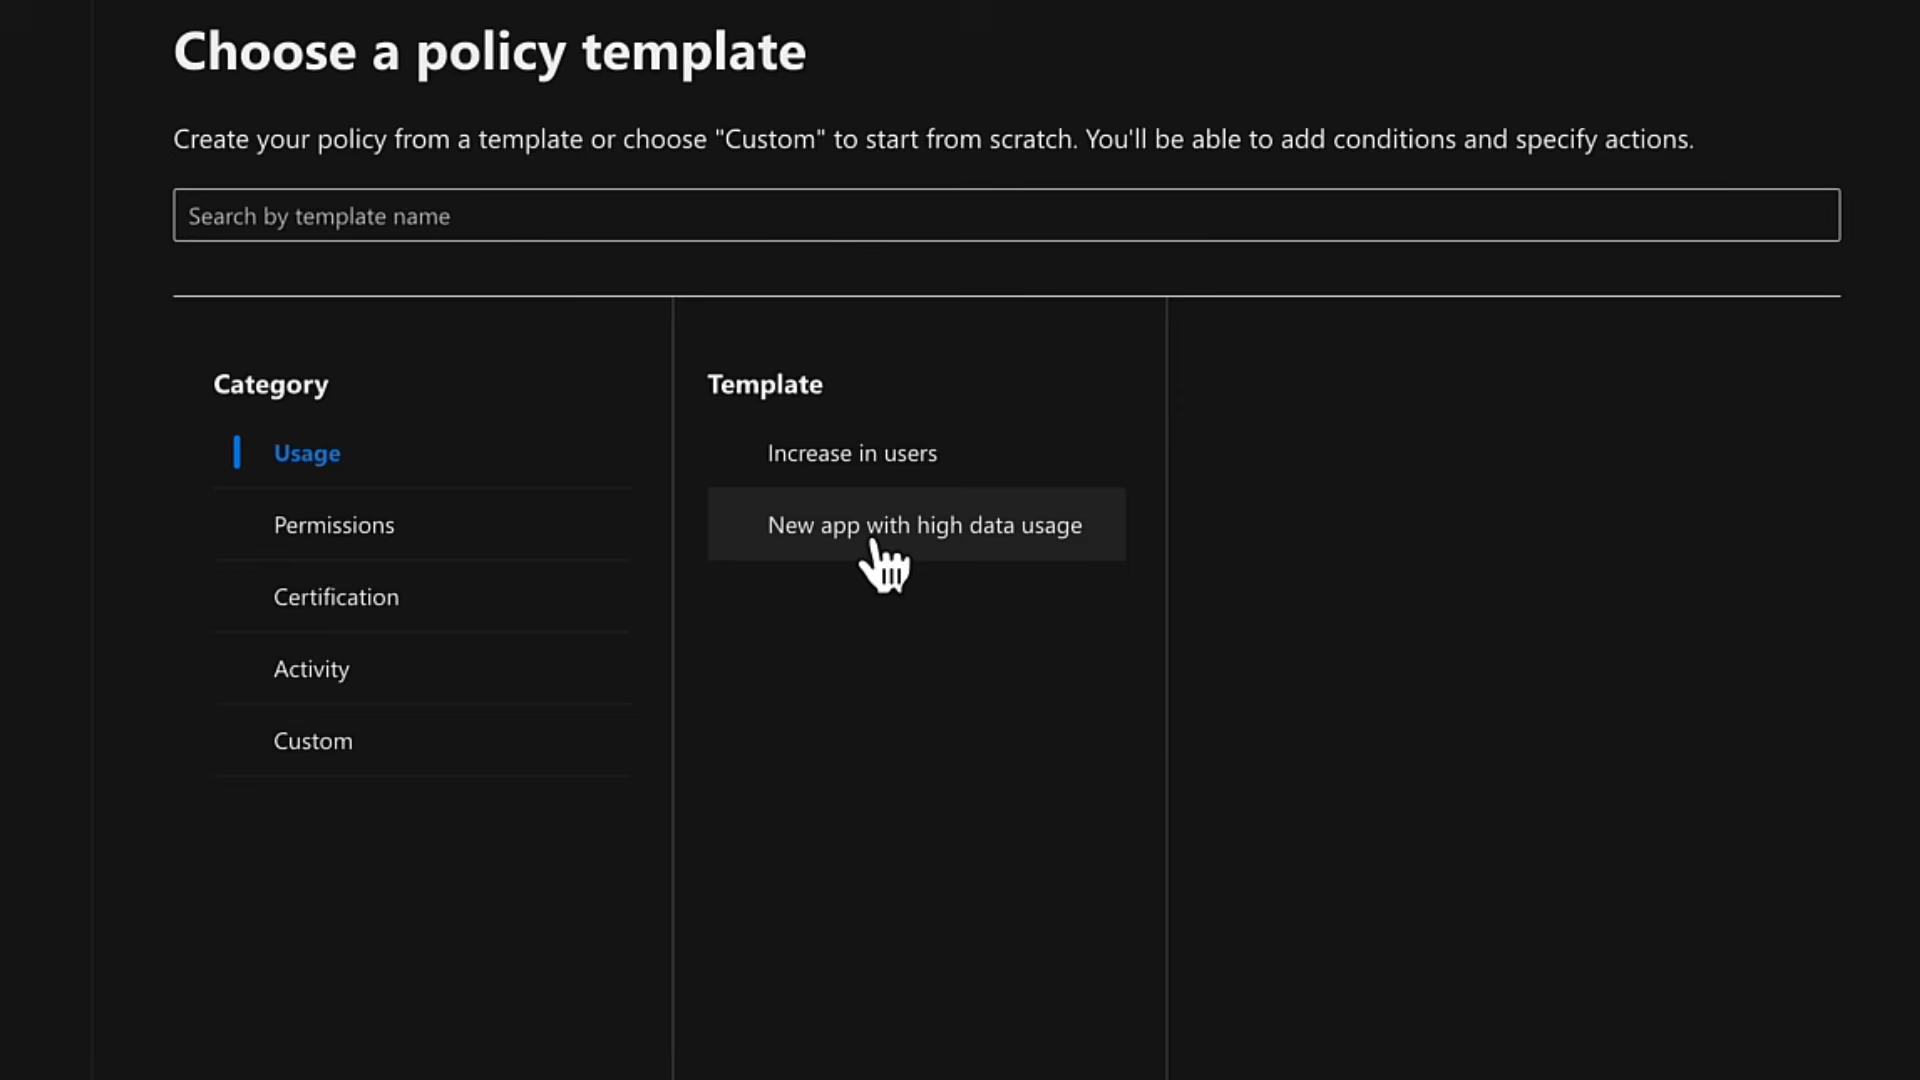 Choose a policy template
Create your policy from a template or choose "Custom" to start from scratch. You'll be able to add conditions and specify actions.
Search by template name
Category
Usage
Permissions
Certification
Activity
Custom
Template
Increase in users
New app with high data usage